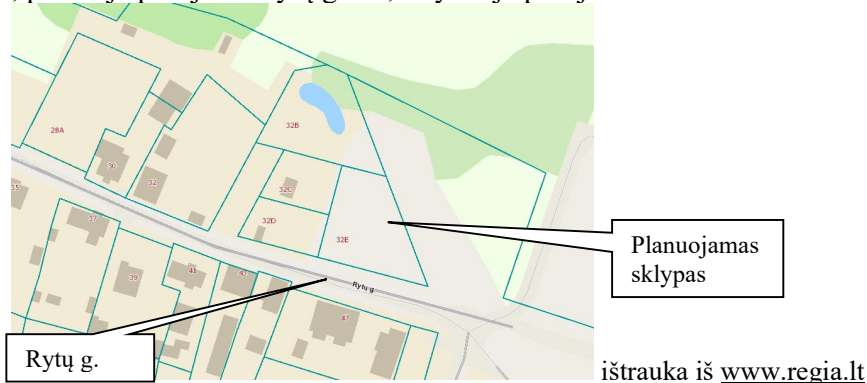 28A
32B
30
32
32C
35
37
32D
32E
Planuojamas
sklypas
39
41
Rytų g.
47
Rytų g.
ištrauka iš www.regia.lt